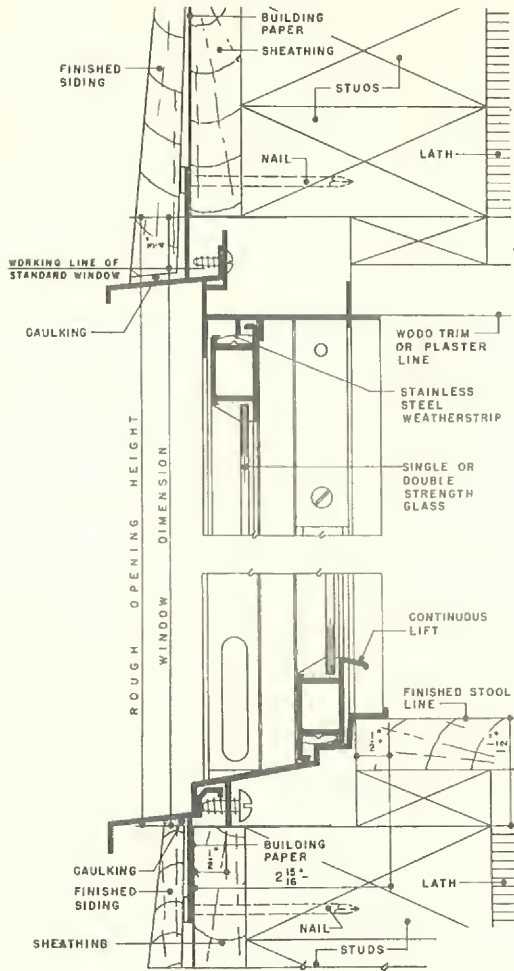 BUILDING
PAPER
SHEATHING
FINISHED
SIDING
STUDS
NAIL
LATH
WORKING LINE OF
STANDARD WINDOW
CAULKING
WOOD TRIM
OR PLASTER
LINE
STAINLESS
STEEL
WEATHERSTRIP
SINGLE OR
DOUBLE
STRENGTH
GLASS
ROUGH OPENING HEIGHT
WINDOW DIMENSION
CONTINUOUS
LIFT
FINISHED STOOL
LINE
1/2"
1/2"
BUILDING
PAPER
2 15/16"
CAULKING
FINISHED
SIDING
LATH
NAIL
SHEATHING
STUDS